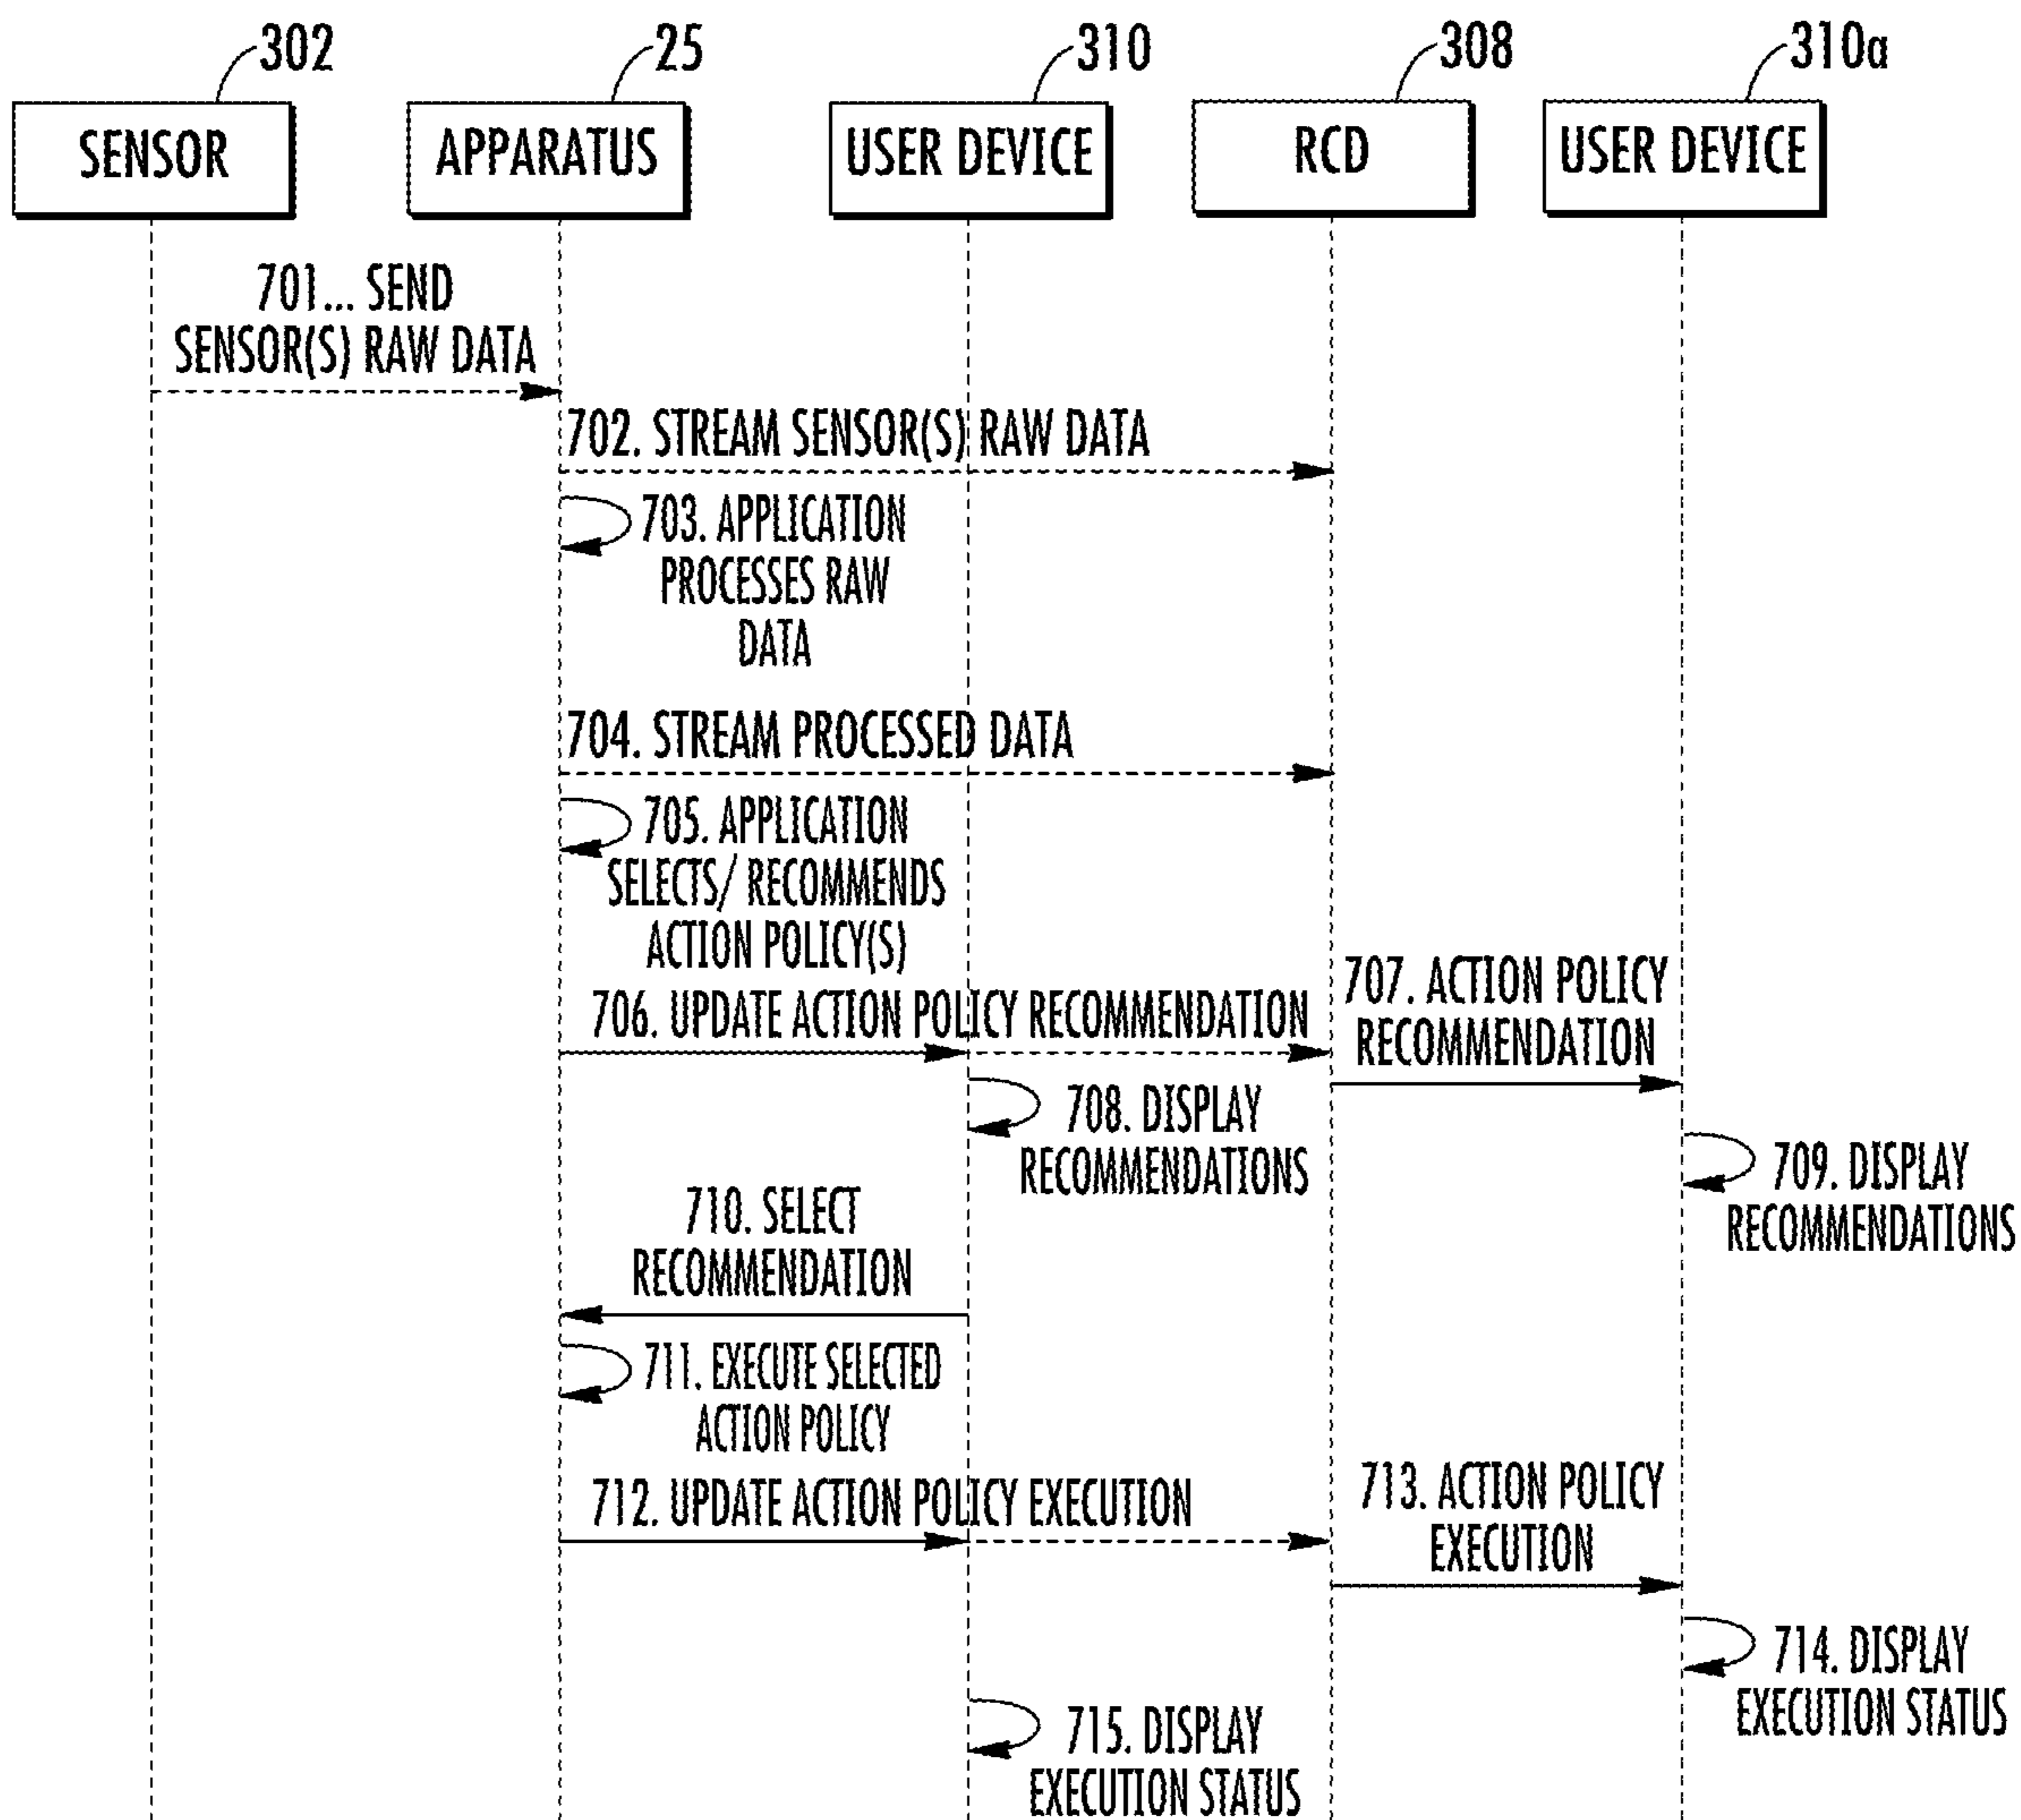 302
25
310
308
310a
SENSOR
APPARATUS
USER DEVICE
RCD
USER DEVICE
701... SEND
SENSOR(S) RAW DATA
702. STREAM SENSOR(S) RAW DATA
703. APPLICATION
PROCESSES RAW
DATA
704. STREAM PROCESSED DATA
705. APPLICATION
SELECTS/ RECOMMENDS
ACTION POLICY(S)
706. UPDATE ACTION POLICY RECOMMENDATION
707. ACTION POLICY
RECOMMENDATION
708. DISPLAY
RECOMMENDATIONS
709. DISPLAY
RECOMMENDATIONS
710. SELECT
RECOMMENDATION
711. EXECUTE SELECTED
ACTION POLICY
712. UPDATE ACTION POLICY EXECUTION
713. ACTION POLICY
EXECUTION
714. DISPLAY
EXECUTION STATUS
715. DISPLAY
EXECUTION STATUS